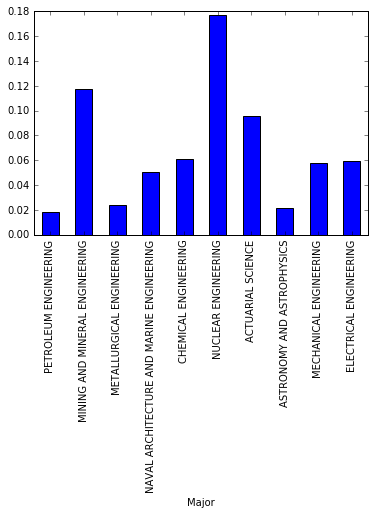 0.18
0.16
0.14
0.12
0.10
0.08
0.06
0.04
0.02
0.00
PETROLEUM ENGINEERING
MINING AND MINERAL ENGINEERING
METALLURGICAL ENGINEERING
NAVAL ARCHITECTURE AND MARINE ENGINEERING
CHEMICAL ENGINEERING
NUCLEAR ENGINEERING
ACTUARIAL SCIENCE
ASTRONOMY AND ASTROPHYSICS
MECHANICAL ENGINEERING
ELECTRICAL ENGINEERING
Major